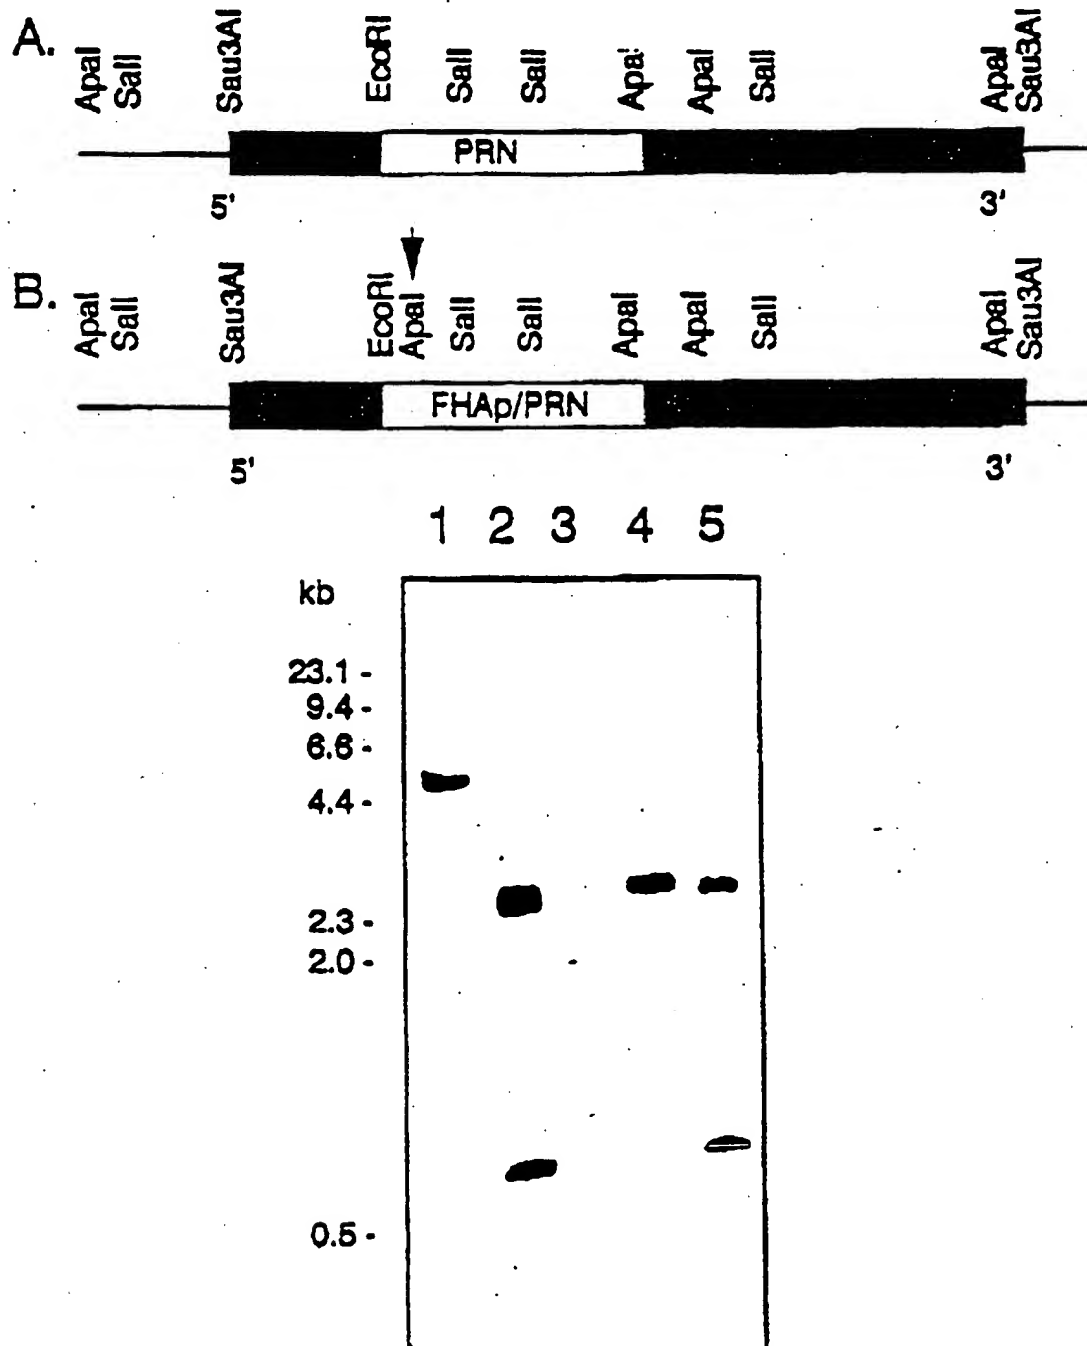 A.
ApaI SalI Sau3AI EcoRI SalI SalI ApaI ApaI SalI ApaI Sau3AI
PRN
5' 3'
B.
ApaI SalI Sau3AI EcoRI ApaI SalI SalI ApaI ApaI SalI ApaI Sau3AI
FHAp/PRN
5' 3'
1 2 3 4 5
kb
23.1 -
9.4 -
6.6 -
4.4 -
2.3 -
2.0 -
0.5 -